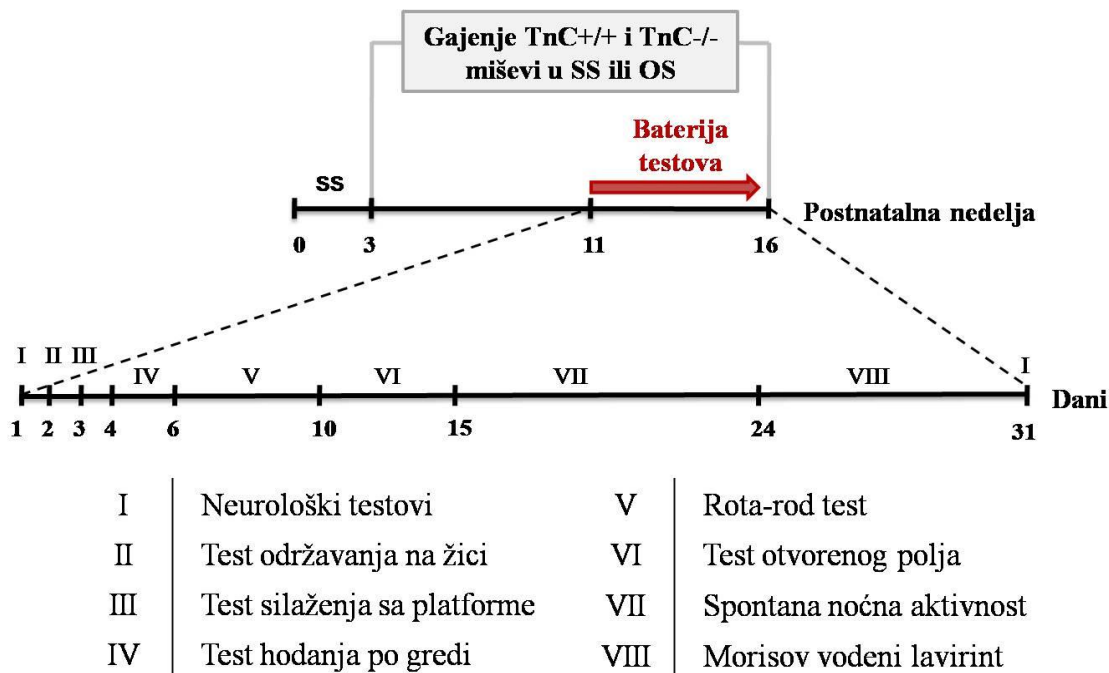 Gajenje TnC+/+ i TnC-/-
miševi u SS ili OS
Baterija
testova
SS
Postnatalna nedelja
0 3 11 16
I II III IV V VI VII VIII I
Dani
1 2 3 4 6 10 15 24 31
I Neurološki testovi
II Test održavanja na žici
III Test silaženja sa platforme
IV Test hodanja po gredi
V Rota-rod test
VI Test otvorenog polja
VII Spontana noćna aktivnost
VIII Morisov vodeni lavirint